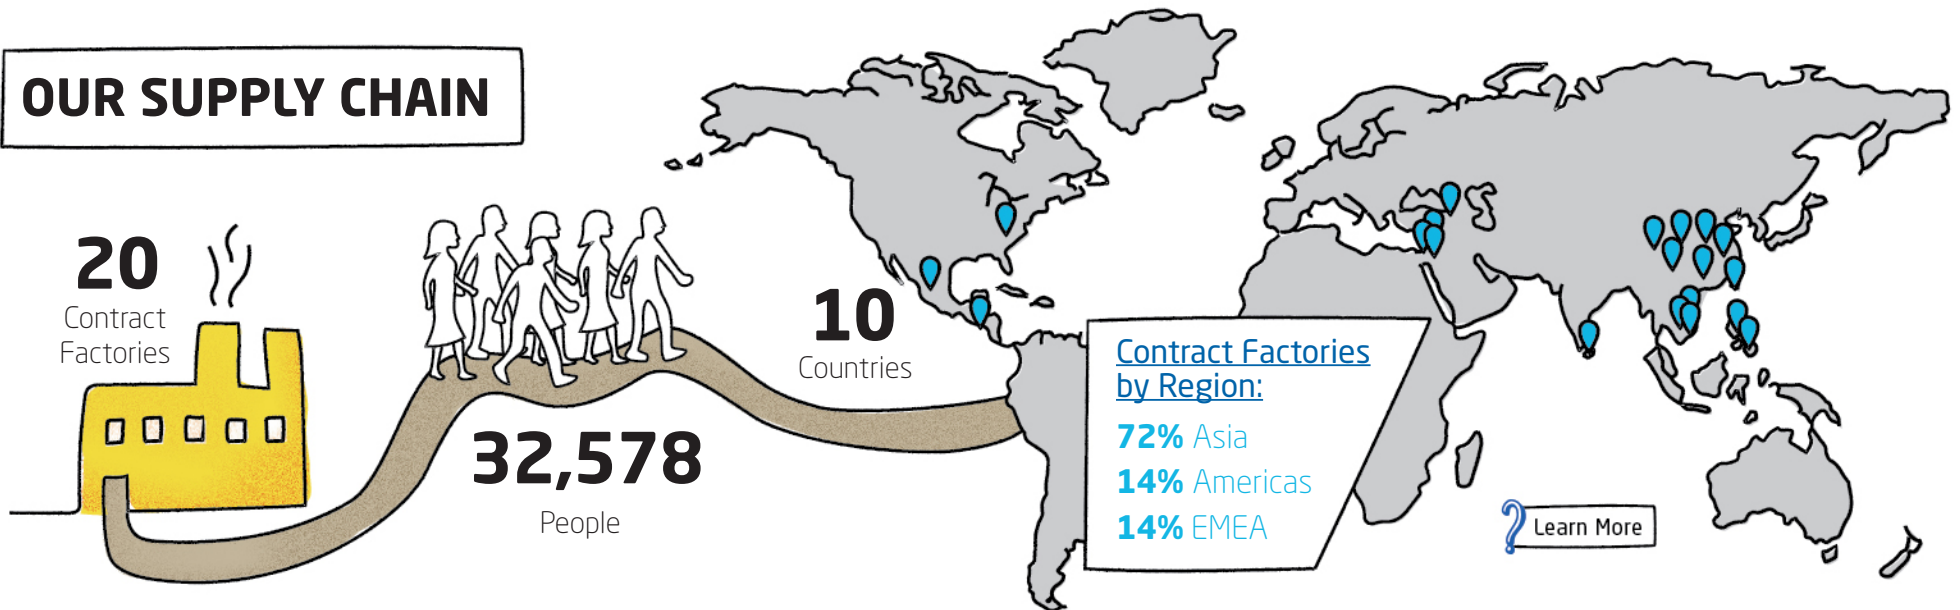 OUR SUPPLY CHAIN
20
Contract
Factories
32,578
People
10
Countries
Contract Factories
by Region:
72% Asia
14% Americas
14% EMEA
Learn More